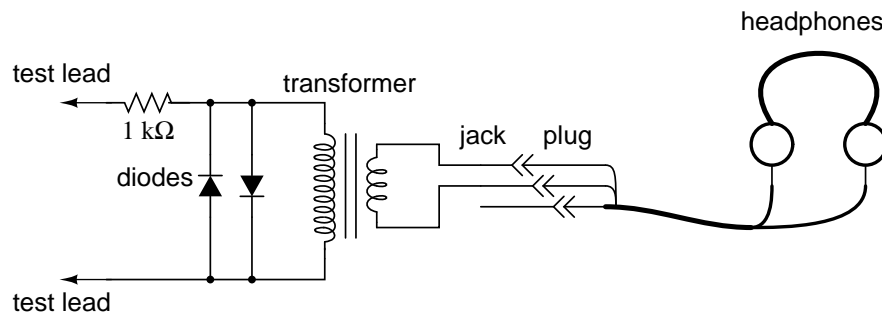 headphones
test lead
transformer
1 kΩ
jack
plug
diodes
test lead